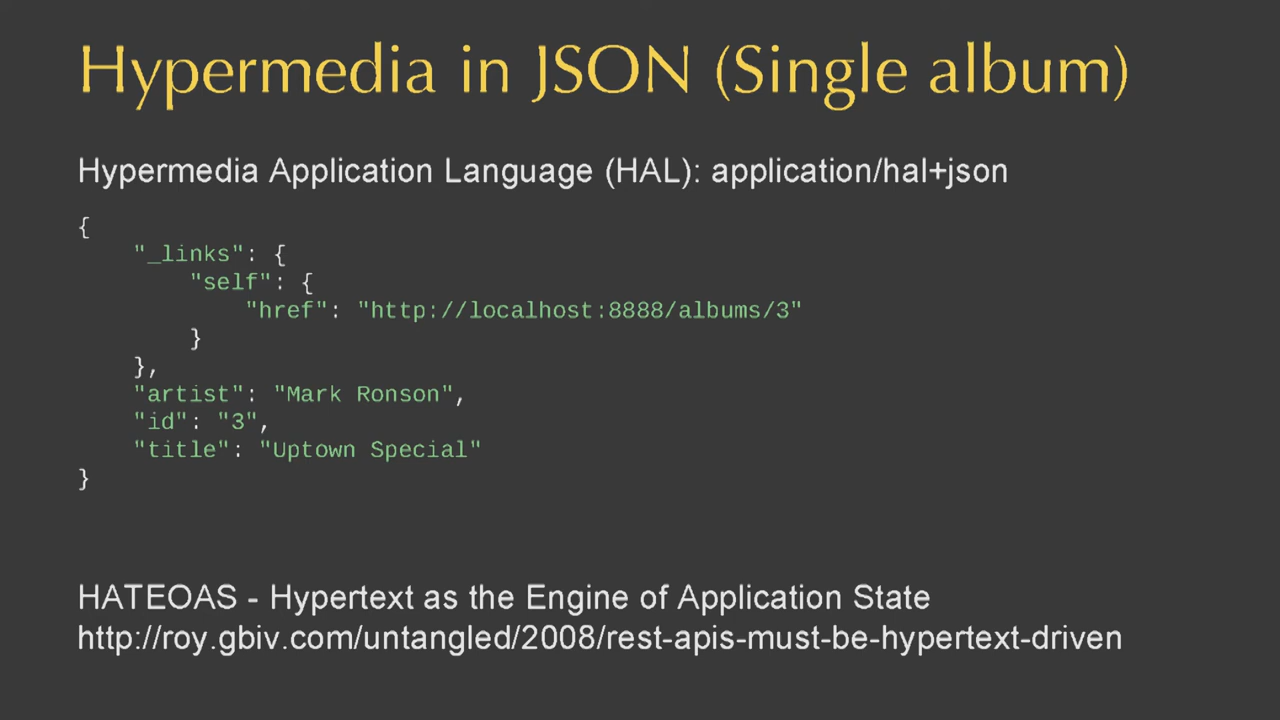 Hypermedia in JSON (Single album)
Hypermedia Application Language (HAL): application/hal+json
{
    "_links": {
        "self": {
            "href": "http://localhost:8888/albums/3"
        }
    },
    "artist": "Mark Ronson",
    "id": "3",
    "title": "Uptown Special"
}
HATEOAS - Hypertext as the Engine of Application State
http://roy.gbiv.com/untangled/2008/rest-apis-must-be-hypertext-driven